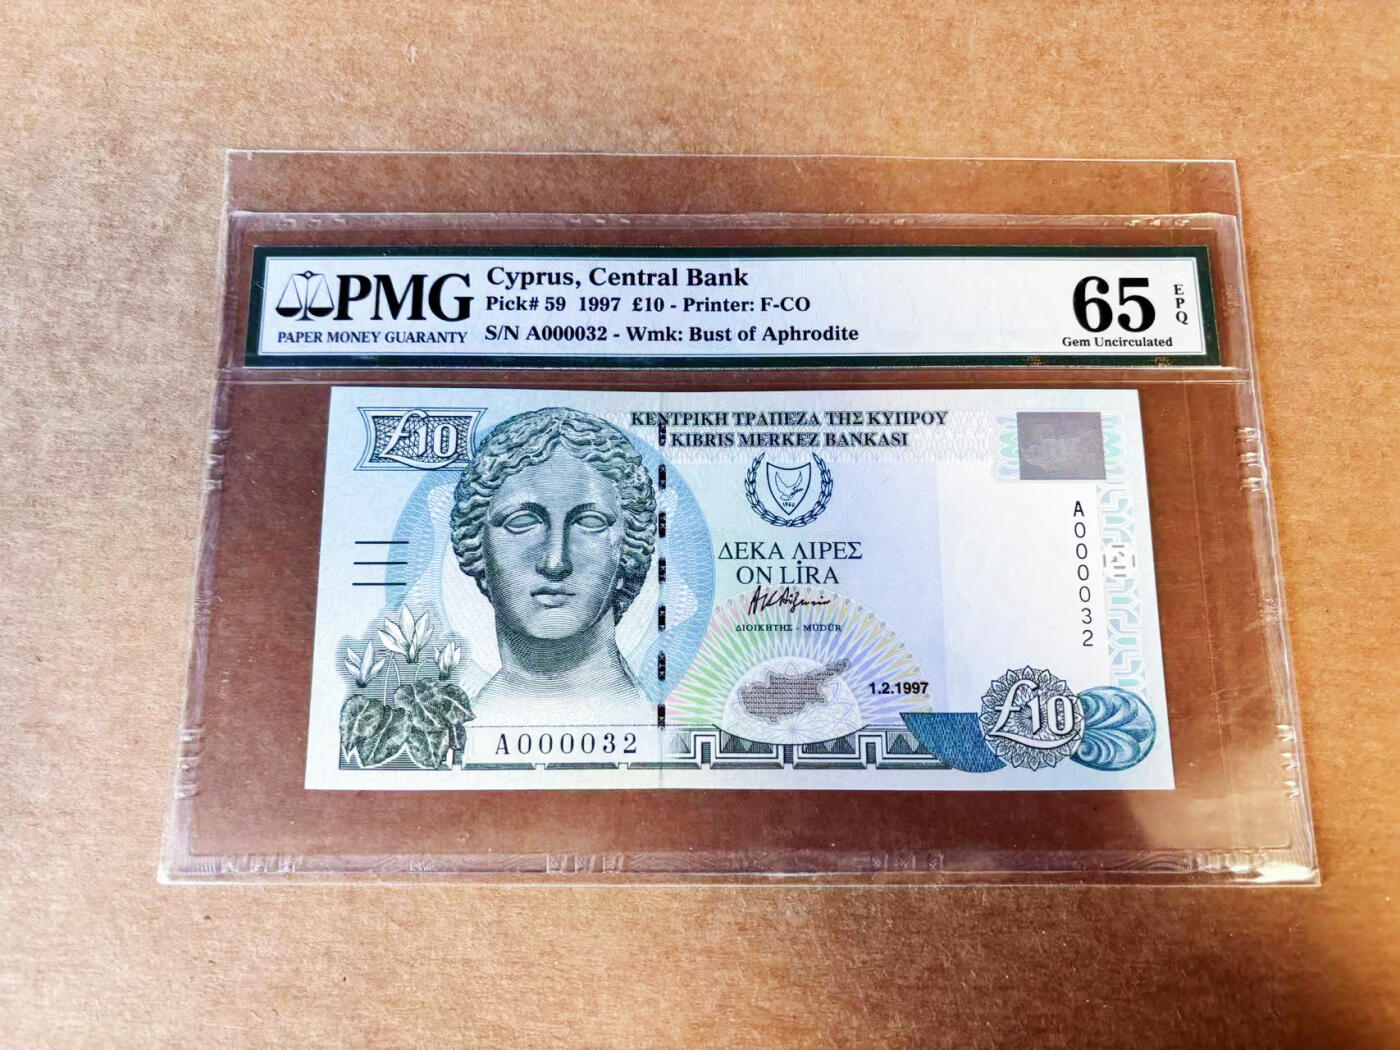 PMG
PAPER MONEY GUARANTY
Cyprus, Central Bank
Pick# 59 1997 £10 - Printer: F-CO
S/N A000032 - Wmk: Bust of Aphrodite
65
EPQ
Gem Uncirculated
£10
ΚΕΝΤΡΙΚΗ ΤΡΑΠΕΖΑ ΤΗΣ ΚΥΠΡΟΥ
KIBRIS MERKEZ BANKASI
1960
A000032
ΔΕΚΑ ΛΙΡΕΣ
ON LİRA
ΔΙΟΙΚΗΤΗΣ - MÜDÜR
1.2.1997
A000032
£10